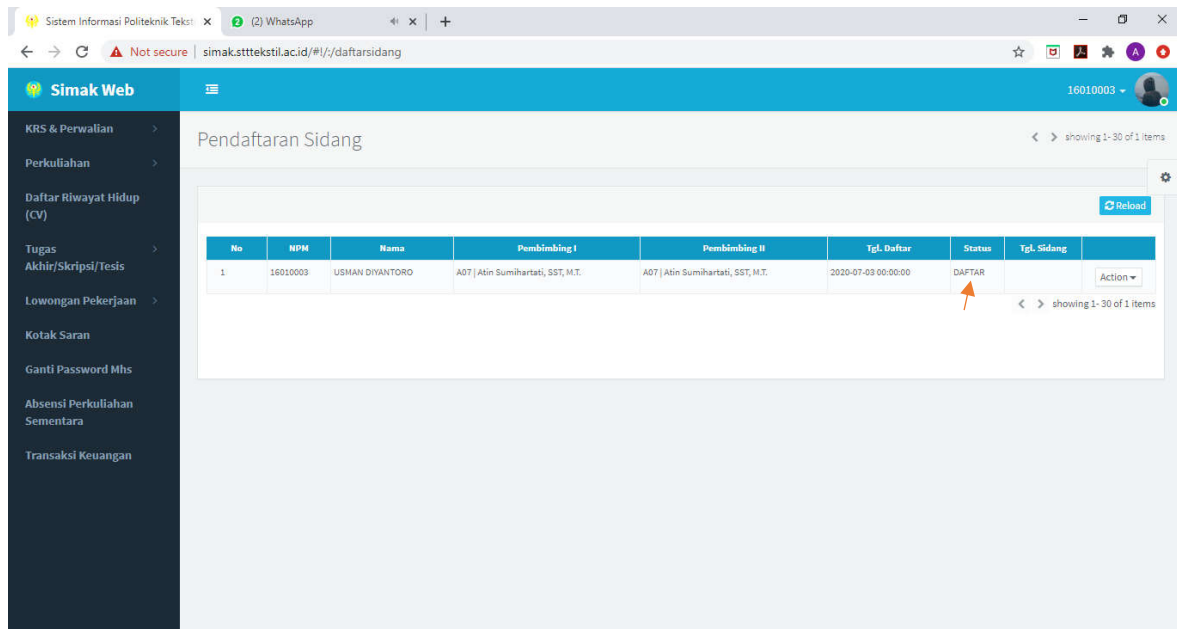 Sistem Informasi Politeknik Tekst
(2) WhatsApp
Not secure | simak.stttekstil.ac.id/#!/:/daftarsidang
A
Simak Web
16010003
KRS & Perwalian
Perkuliahan
Daftar Riwayat Hidup
(CV)
Tugas
Akhir/Skripsi/Tesis
Lowongan Pekerjaan
Kotak Saran
Ganti Password Mhs
Absensi Perkuliahan
Sementara
Transaksi Keuangan
Pendaftaran Sidang
showing 1- 30 of 1 items
Reload
No NPM Nama Pembimbing I Pembimbing II Tgl. Daftar Status Tgl. Sidang
1 16010003 USMAN DIYANTORO A07 | Atin Sumihartati, SST, M.T. A07 | Atin Sumihartati, SST, M.T. 2020-07-03 00:00:00 DAFTAR Action
showing 1- 30 of 1 items